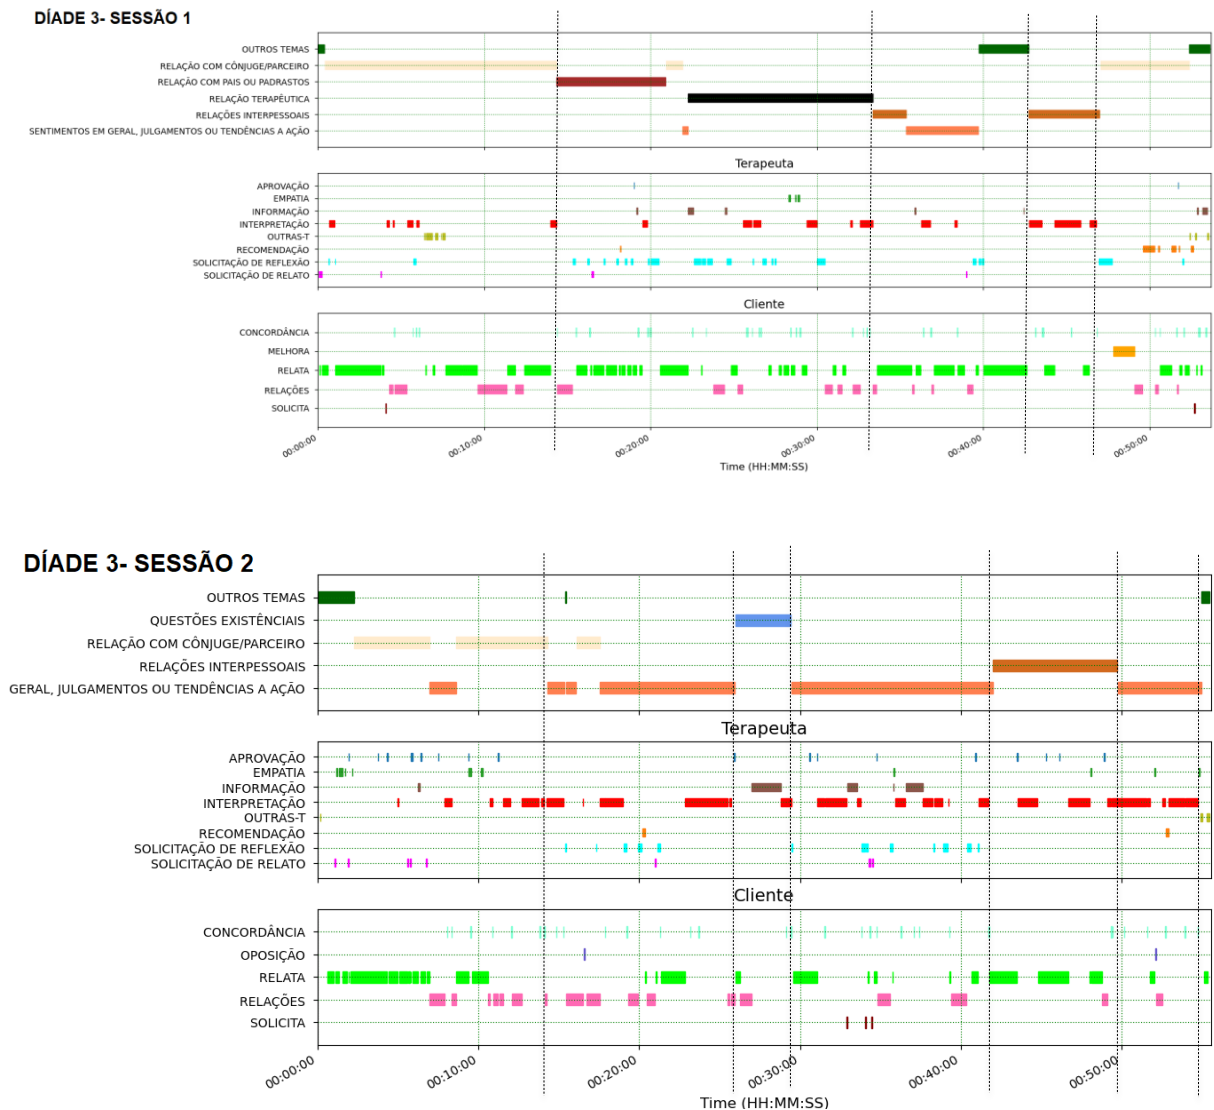 DÍADE 3- SESSÃO 1
OUTROS TEMAS
RELAÇÃO COM CÔNJUGE/PARCEIRO
RELAÇÃO COM PAIS OU PADRASTOS
RELAÇÃO TERAPÊUTICA
RELAÇÕES INTERPESSOAIS
SENTIMENTOS EM GERAL, JULGAMENTOS OU TENDÊNCIAS A AÇÃO
Terapeuta
APROVAÇÃO
EMPATIA
INFORMAÇÃO
INTERPRETAÇÃO
OUTRAS-T
RECOMENDAÇÃO
SOLICITAÇÃO DE REFLEXÃO
SOLICITAÇÃO DE RELATO
Cliente
CONCORDÂNCIA
MELHORA
RELATA
RELAÇÕES
SOLICITA
00:00:00 00:10:00 00:20:00 00:30:00 00:40:00 00:50:00
Time (HH:MM:SS)
DÍADE 3- SESSÃO 2
OUTROS TEMAS
QUESTÕES EXISTÊNCIAIS
RELAÇÃO COM CÔNJUGE/PARCEIRO
RELAÇÕES INTERPESSOAIS
GERAL, JULGAMENTOS OU TENDÊNCIAS A AÇÃO
Terapeuta
APROVAÇÃO
EMPATIA
INFORMAÇÃO
INTERPRETAÇÃO
OUTRAS-T
RECOMENDAÇÃO
SOLICITAÇÃO DE REFLEXÃO
SOLICITAÇÃO DE RELATO
Cliente
CONCORDÂNCIA
OPOSIÇÃO
RELATA
RELAÇÕES
SOLICITA
00:00:00 00:10:00 00:20:00 00:30:00 00:40:00 00:50:00
Time (HH:MM:SS)